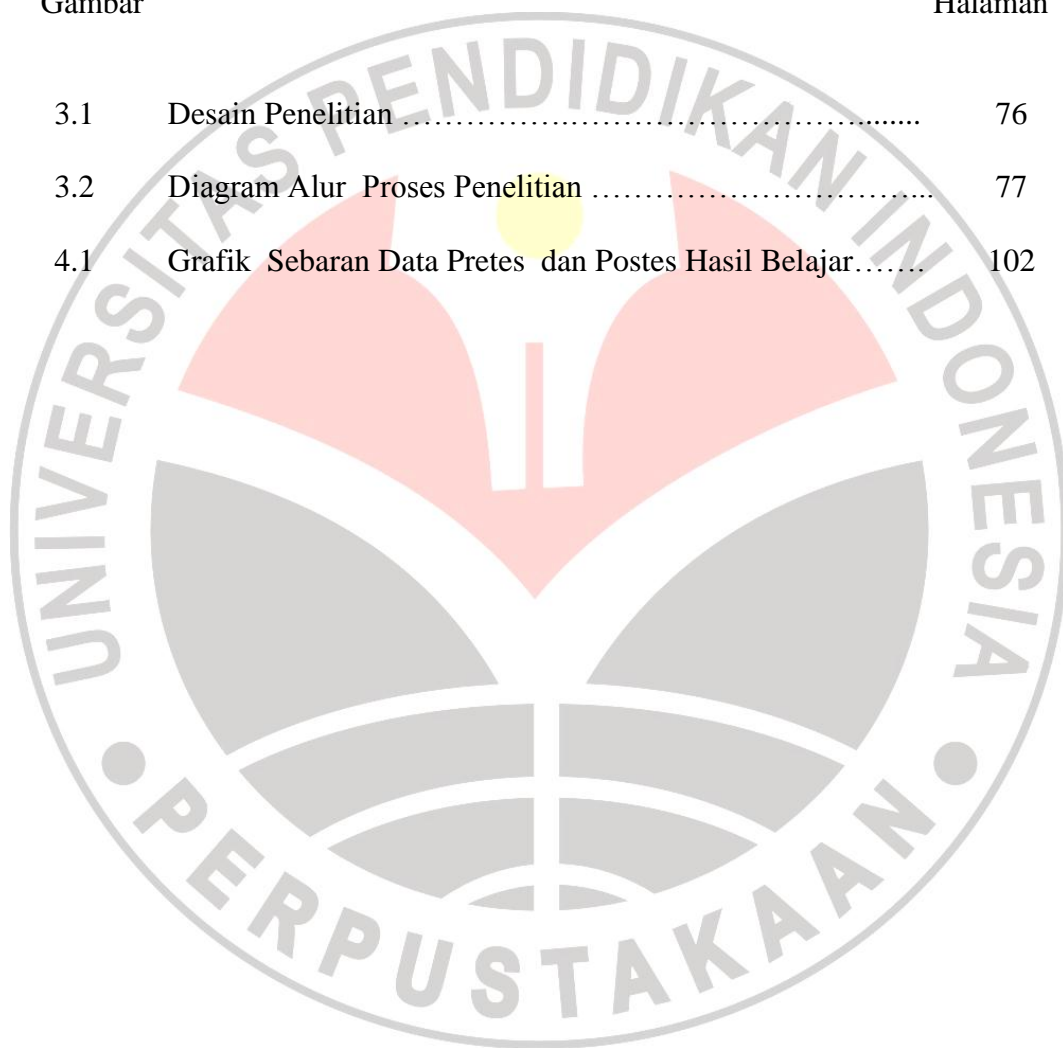 Gambar Halaman
3.1 Desain Penelitian …………….………………………........ 76
3.2 Diagram Alur  Proses Penelitian ………………………….... 77
4.1 Grafik  Sebaran Data Pretes  dan Postes Hasil Belajar……. 102
UNIVERSITAS PENDIDIKAN INDONESIA
PERPUSTAKAAN